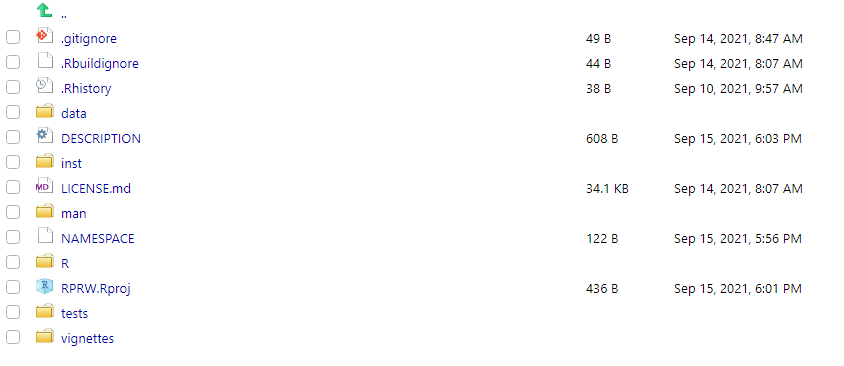 ..
.gitignore 49 B Sep 14, 2021, 8:47 AM
.Rbuildignore 44 B Sep 14, 2021, 8:07 AM
.Rhistory 38 B Sep 10, 2021, 9:57 AM
data
DESCRIPTION 608 B Sep 15, 2021, 6:03 PM
inst
MD LICENSE.md 34.1 KB Sep 14, 2021, 8:07 AM
man
NAMESPACE 122 B Sep 15, 2021, 5:56 PM
R
R RPRW.Rproj 436 B Sep 15, 2021, 6:01 PM
tests
vignettes